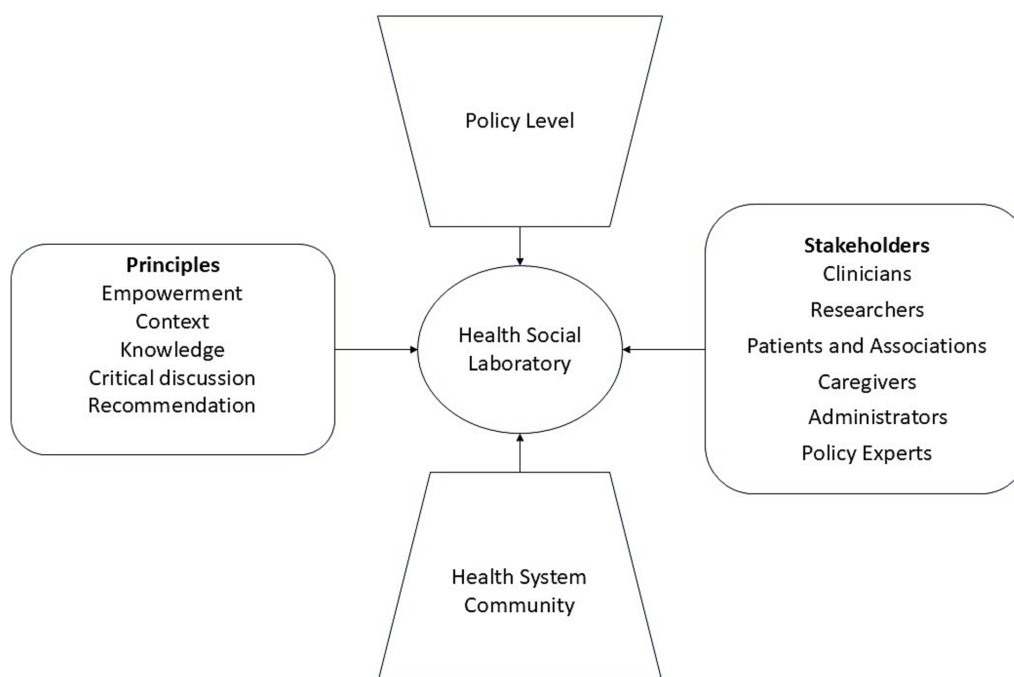 Policy Level
Principles
Empowerment
Context
Knowledge
Critical discussion
Recommendation
Health Social
Laboratory
Stakeholders
Clinicians
Researchers
Patients and Associations
Caregivers
Administrators
Policy Experts
Health System
Community